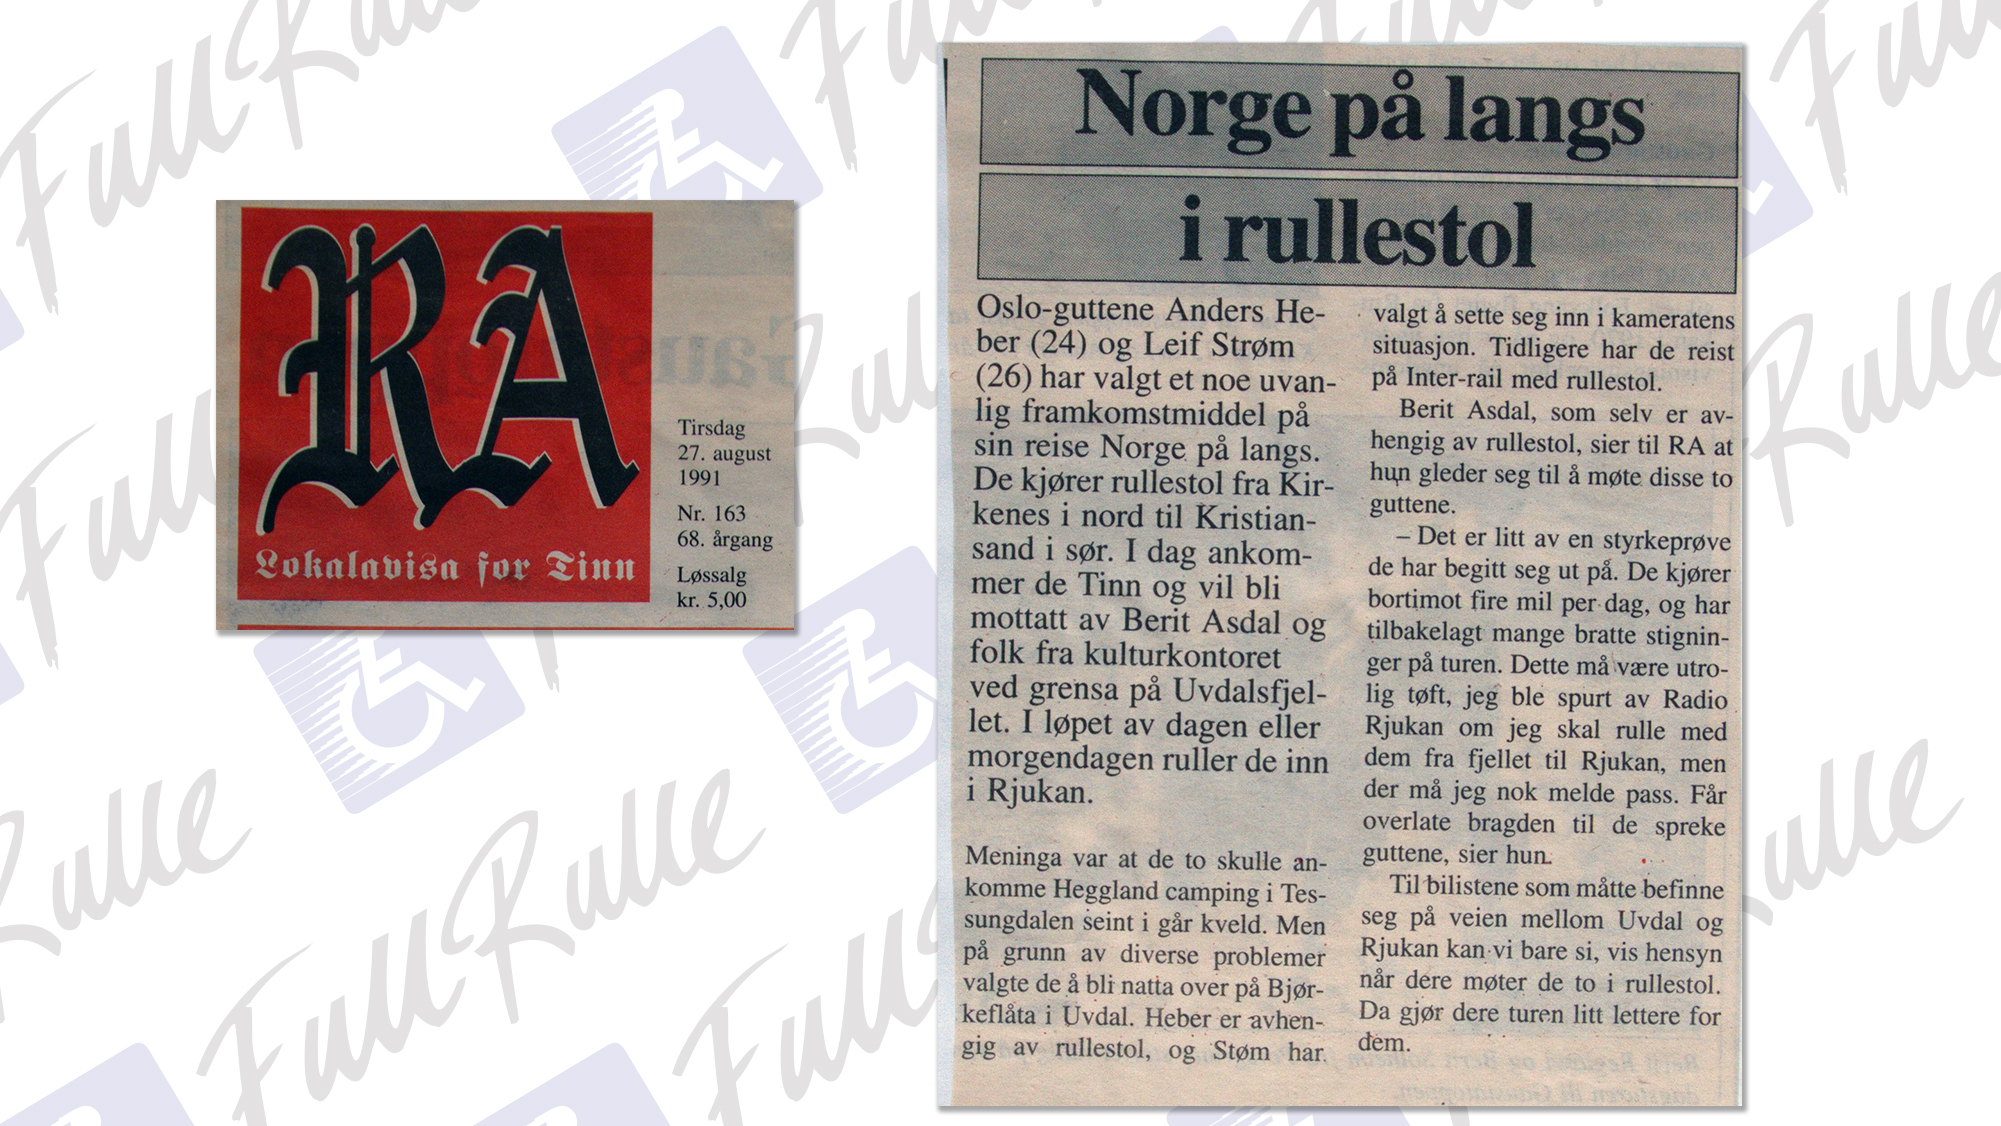 RA
Lokalavisa for Tinn
Tirsdag
27. august
1991
Nr. 163
68. årgang
Løssalg
kr. 5,00
Norge på langs
i rullestol
Oslo-guttene Anders He-
ber (24) og Leif Strøm
(26) har valgt et noe uvan-
lig framkomstmiddel på
sin reise Norge på langs.
De kjører rullestol fra Kir-
kenes i nord til Kristian-
sand i sør. I dag ankom-
mer de Tinn og vil bli
mottatt av Berit Asdal og
folk fra kulturkontoret
ved grensa på Uvdalsfjel-
let. I løpet av dagen eller
morgendagen ruller de inn
i Rjukan.
Meninga var at de to skulle an-
komme Heggland camping i Tes-
sungdalen seint i går kveld. Men
på grunn av diverse problemer
valgte de å bli natta over på Bjør-
keflåta i Uvdal. Heber er avhen-
gig av rullestol, og Støm har
valgt å sette seg inn i kameratens
situasjon. Tidligere har de reist
på Inter-rail med rullestol.
Berit Asdal, som selv er av-
hengig av rullestol, sier til RA at
hun gleder seg til å møte disse to
guttene.
– Det er litt av en styrkeprøve
de har begitt seg ut på. De kjører
bortimot fire mil per dag, og har
tilbakelagt mange bratte stignin-
ger på turen. Dette må være utro-
lig tøft, jeg ble spurt av Radio
Rjukan om jeg skal rulle med
dem fra fjellet til Rjukan, men
der må jeg nok melde pass. Får
overlate bragden til de spreke
guttene, sier hun.
Til bilistene som måtte befinne
seg på veien mellom Uvdal og
Rjukan kan vi bare si, vis hensyn
når dere møter de to i rullestol.
Da gjør dere turen litt lettere for
dem.
Full Rulle